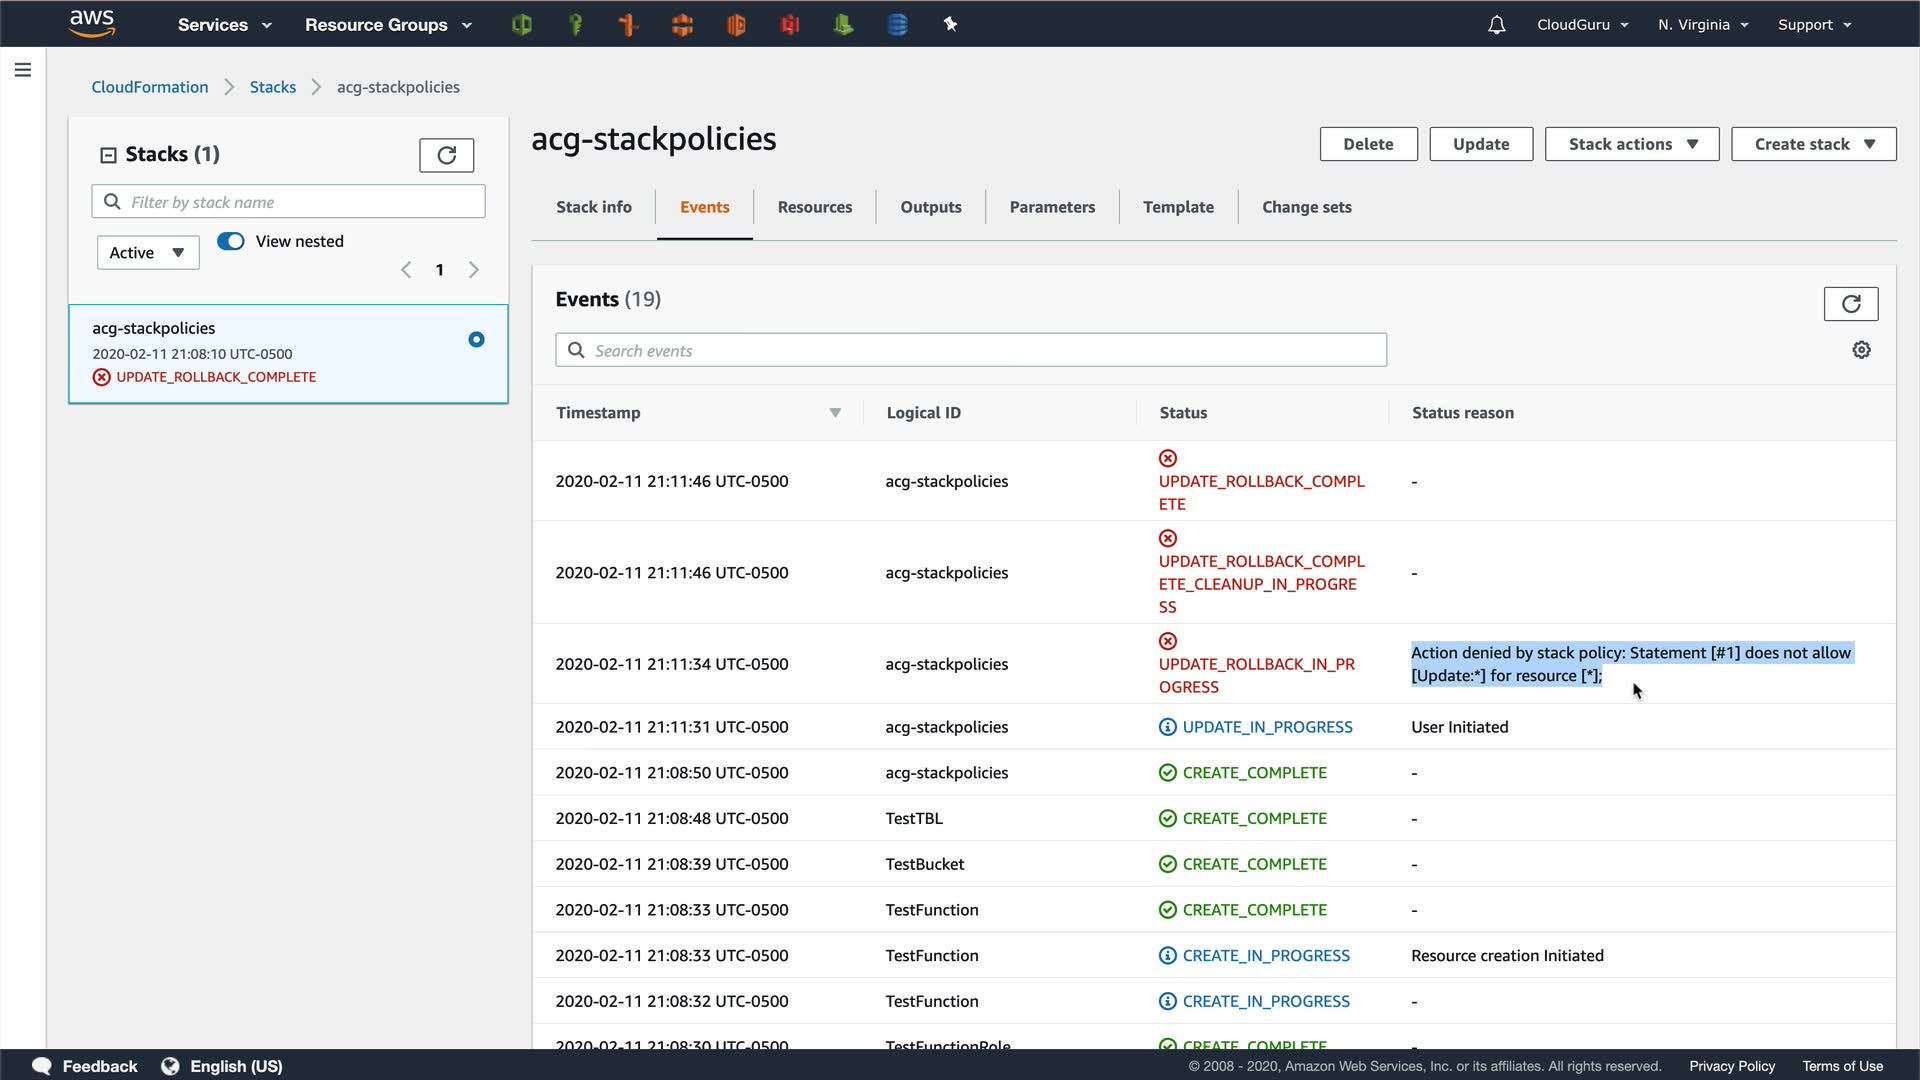 aws
Services
Resource Groups
CloudGuru
N. Virginia
Support
CloudFormation
Stacks
acg-stackpolicies
Stacks (1)
Filter by stack name
Active
View nested
1
acg-stackpolicies
2020-02-11 21:08:10 UTC-0500
UPDATE_ROLLBACK_COMPLETE
acg-stackpolicies
Delete
Update
Stack actions
Create stack
Stack info
Events
Resources
Outputs
Parameters
Template
Change sets
Events (19)
Search events
Timestamp
Logical ID
Status
Status reason
2020-02-11 21:11:46 UTC-0500
acg-stackpolicies
UPDATE_ROLLBACK_COMPL
ETE
-
2020-02-11 21:11:46 UTC-0500
acg-stackpolicies
UPDATE_ROLLBACK_COMPL
ETE_CLEANUP_IN_PROGRE
SS
-
2020-02-11 21:11:34 UTC-0500
acg-stackpolicies
UPDATE_ROLLBACK_IN_PR
OGRESS
Action denied by stack policy: Statement [#1] does not allow
[Update:*] for resource [*];
2020-02-11 21:11:31 UTC-0500
acg-stackpolicies
UPDATE_IN_PROGRESS
User Initiated
2020-02-11 21:08:50 UTC-0500
acg-stackpolicies
CREATE_COMPLETE
-
2020-02-11 21:08:48 UTC-0500
TestTBL
CREATE_COMPLETE
-
2020-02-11 21:08:39 UTC-0500
TestBucket
CREATE_COMPLETE
-
2020-02-11 21:08:33 UTC-0500
TestFunction
CREATE_COMPLETE
-
2020-02-11 21:08:33 UTC-0500
TestFunction
CREATE_IN_PROGRESS
Resource creation Initiated
2020-02-11 21:08:32 UTC-0500
TestFunction
CREATE_IN_PROGRESS
-
2020-02-11 21:08:30 UTC-0500
TestFunctionRole
CREATE_COMPLETE
-
Feedback
English (US)
© 2008 - 2020, Amazon Web Services, Inc. or its affiliates. All rights reserved.
Privacy Policy
Terms of Use